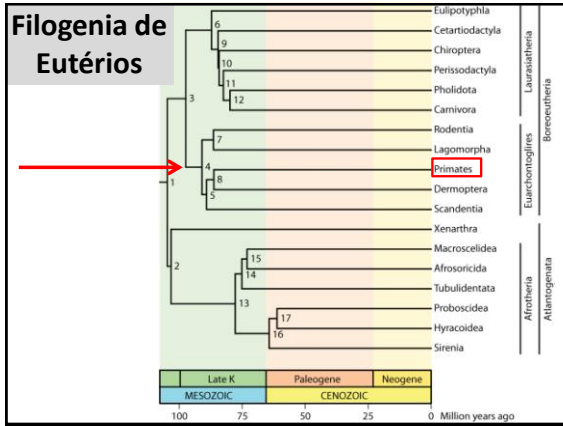 Filogenia de
Eutérios
Eulipotyphla
6
Cetartiodactyla
9
Chiroptera
10
Perissodactyla
11
Pholidota
12
Carnivora
3
Rodentia
7
Lagomorpha
4
Primates
8
1
Dermoptera
5
Scandentia
Xenarthra
Macroscelidea
15
2
Afrosoricida
14
Tubulidentata
13
Proboscidea
17
Hyracoidea
16
Sirenia
Laurasiatheria
Euarchontoglires
Boreoeutheria
Afrotheria
Atlantogenata
Late K Paleogene Neogene
MESOZOIC CENOZOIC
100 75 50 25 0 Million years ago